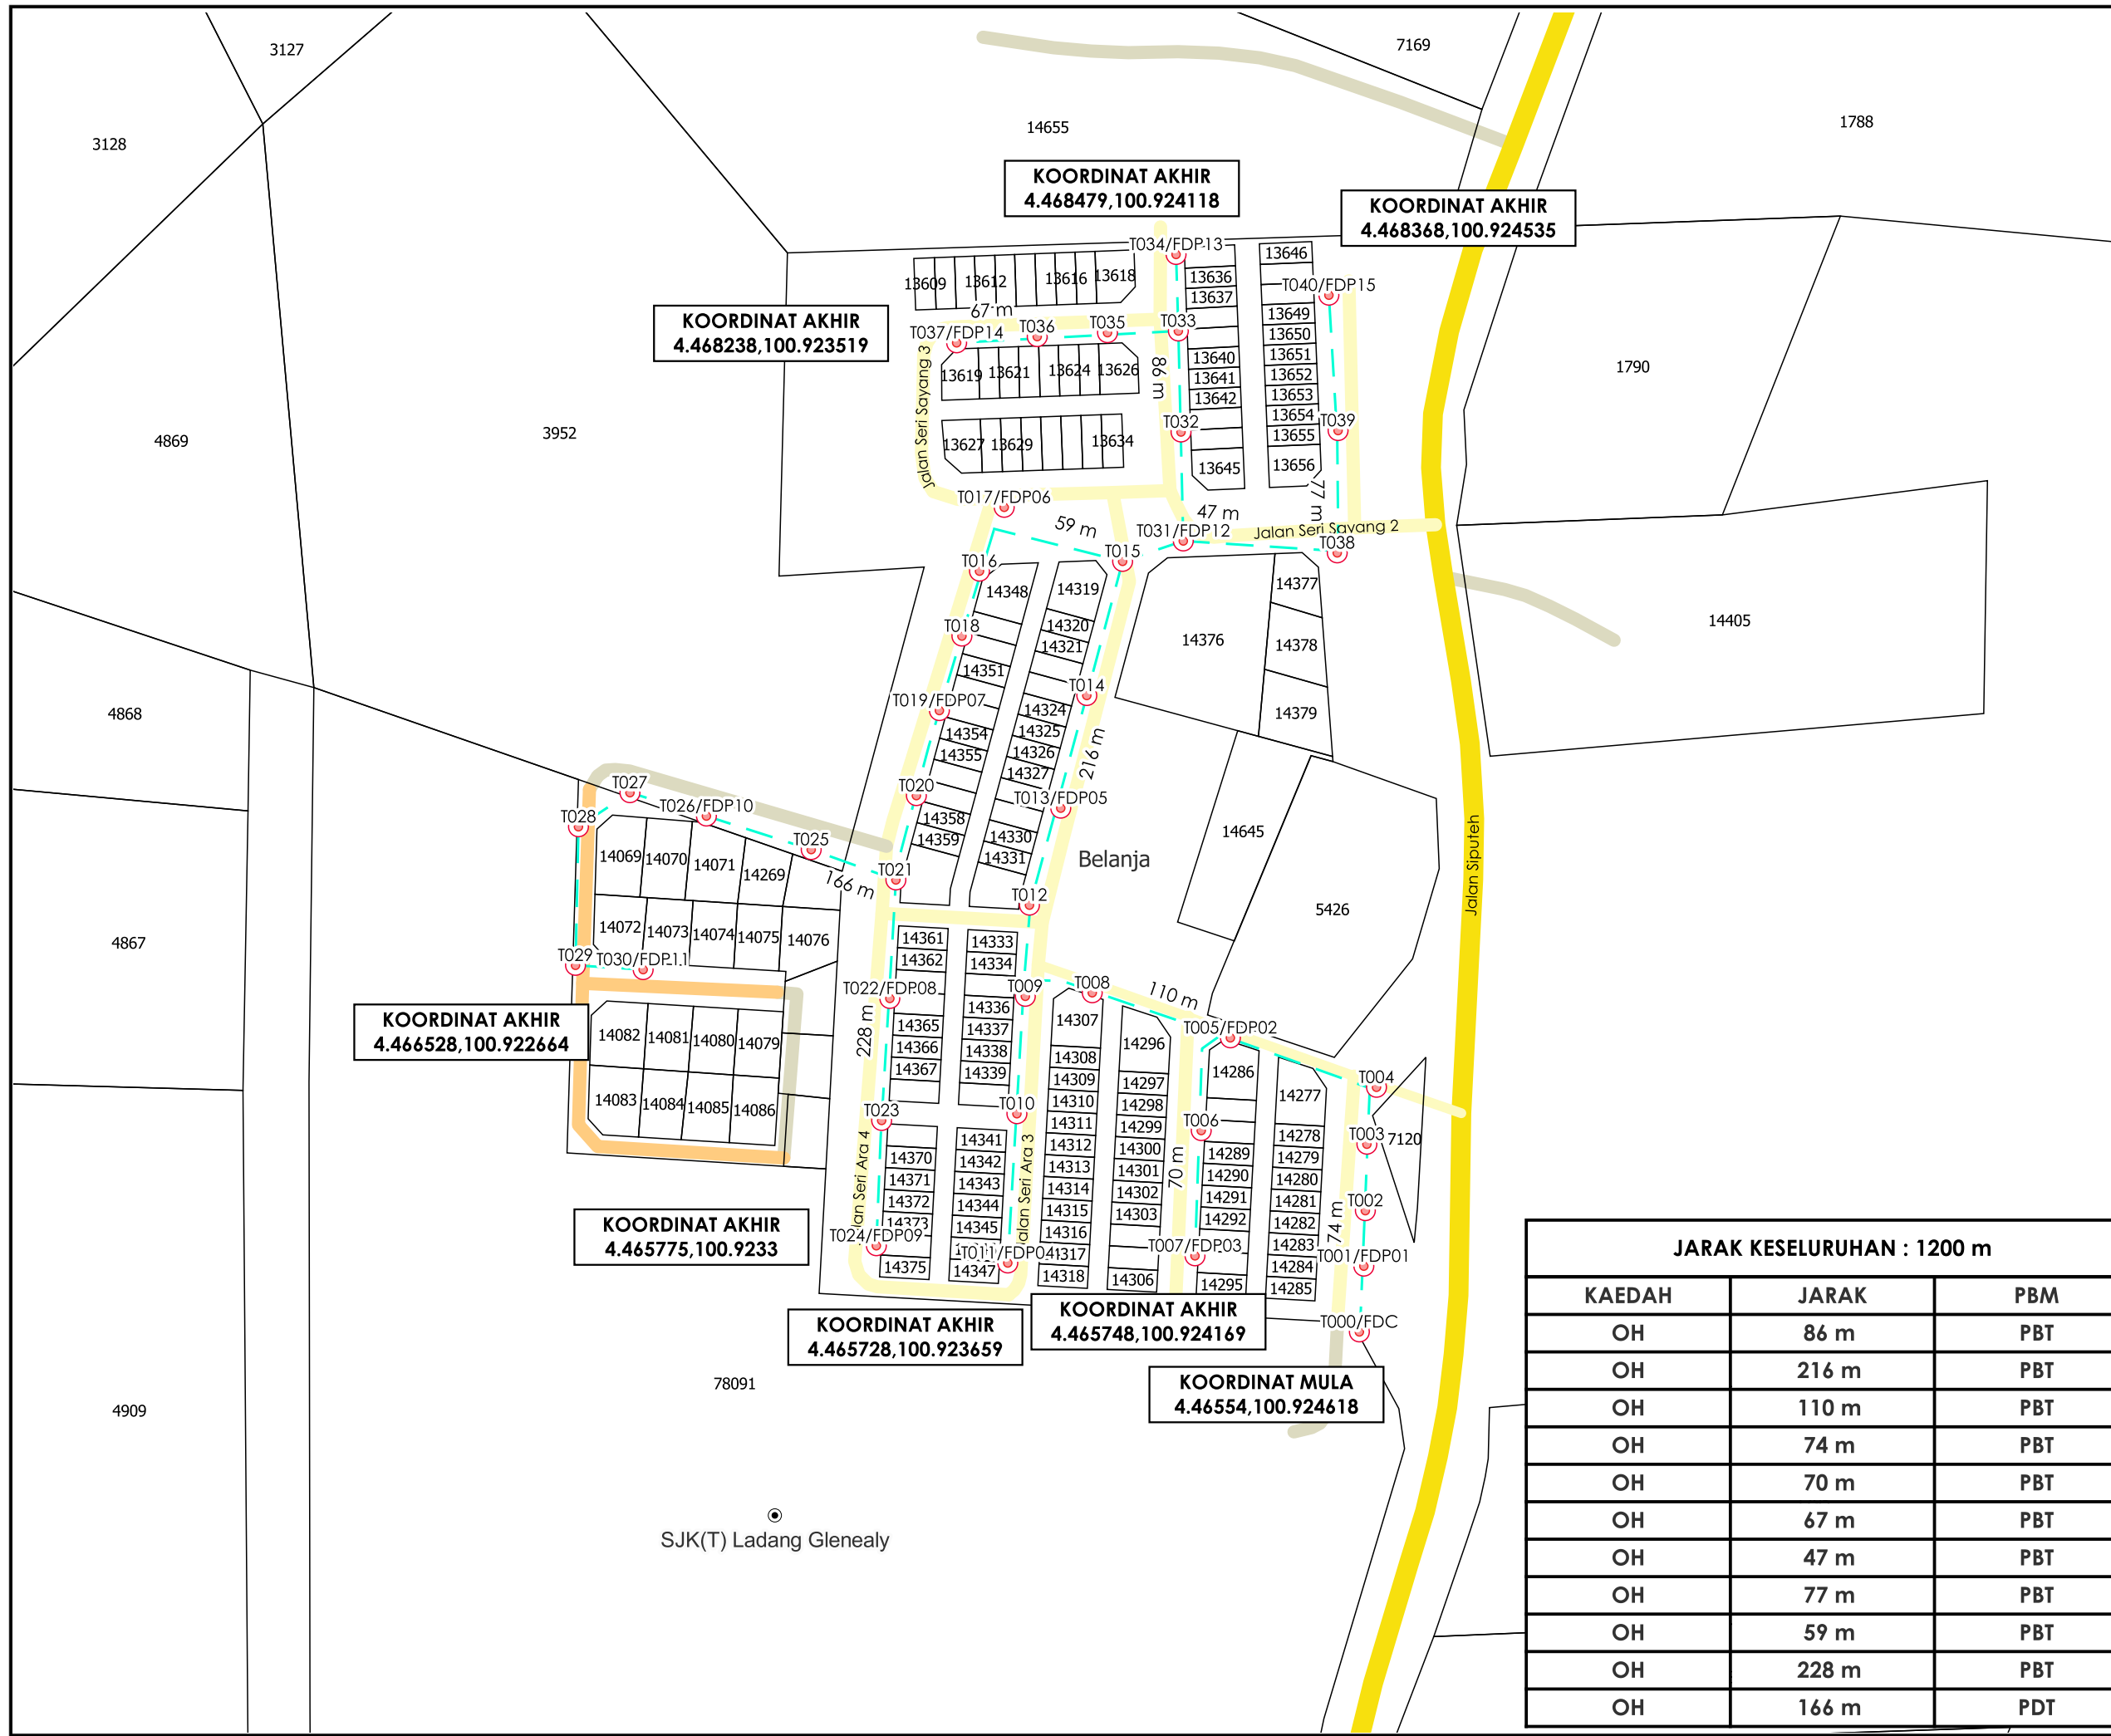 3127
7169
14655
1788
3128
KOORDINAT AKHIR
4.468479,100.924118
KOORDINAT AKHIR
4.468368,100.924535
T034/FDP13
13646
13609
13612
13616
13618
13636
13637
T040/FDP15
KOORDINAT AKHIR
4.468238,100.923519
67 m
T037/FDP14
T036
T035
T033
13649
13650
13651
13652
13653
13654
13655
13656
Jalan Seri Sayang 3
13619
13621
13624
13626
86 m
13640
13641
13642
13645
1790
4869
3952
T032
T039
13627
13629
13634
77 m
T017/FDP06
59 m
47 m
T031/FDP12
Jalan Seri Sayang 2
T038
T015
T016
14348
14319
14377
14320
14321
T018
14376
14378
14405
14351
T019/FDP07
T014
14379
4868
14324
14325
14326
14327
14354
14355
216 m
T020
T013/FDP05
T027
T026/FDP10
T028
T025
14358
14359
14330
14331
Belanja
14645
Jalan Siputeh
14069
14070
14071
14269
166 m
T021
T012
5426
14072
14073
14074
14075
14076
4867
14361
14362
14333
14334
T029
T030/FDP11
T022/FDP08
T009
T008
110 m
KOORDINAT AKHIR
4.466528,100.922664
228 m
14365
14366
14367
14336
14337
14338
14339
14307
T005/FDP02
14082
14081
14080
14079
14296
14286
14308
14309
14310
14311
14312
14313
14314
14315
14316
14317
14318
14297
14298
14299
14300
14301
14302
14303
14306
T004
14277
14083
14084
14085
14086
T023
T010
T006
T003
7120
14341
14342
14343
14344
14345
14347
14370
14371
14372
14373
14375
14289
14290
14291
14292
14295
14278
14279
14280
14281
14282
14283
14284
14285
70 m
T002
74 m
Jalan Seri Ara 4
Jalan Seri Ara 3
KOORDINAT AKHIR
4.465775,100.9233
T024/FDP09
T011/FDP04
T007/FDP03
T001/FDP01
T000/FDC
KOORDINAT AKHIR
4.465728,100.923659
KOORDINAT AKHIR
4.465748,100.924169
KOORDINAT MULA
4.46554,100.924618
78091
4909
SJK(T) Ladang Glenealy
JARAK KESELURUHAN : 1200 m
KAEDAH JARAK PBM
OH 86 m PBT
OH 216 m PBT
OH 110 m PBT
OH 74 m PBT
OH 70 m PBT
OH 67 m PBT
OH 47 m PBT
OH 77 m PBT
OH 59 m PBT
OH 228 m PBT
OH 166 m PDT